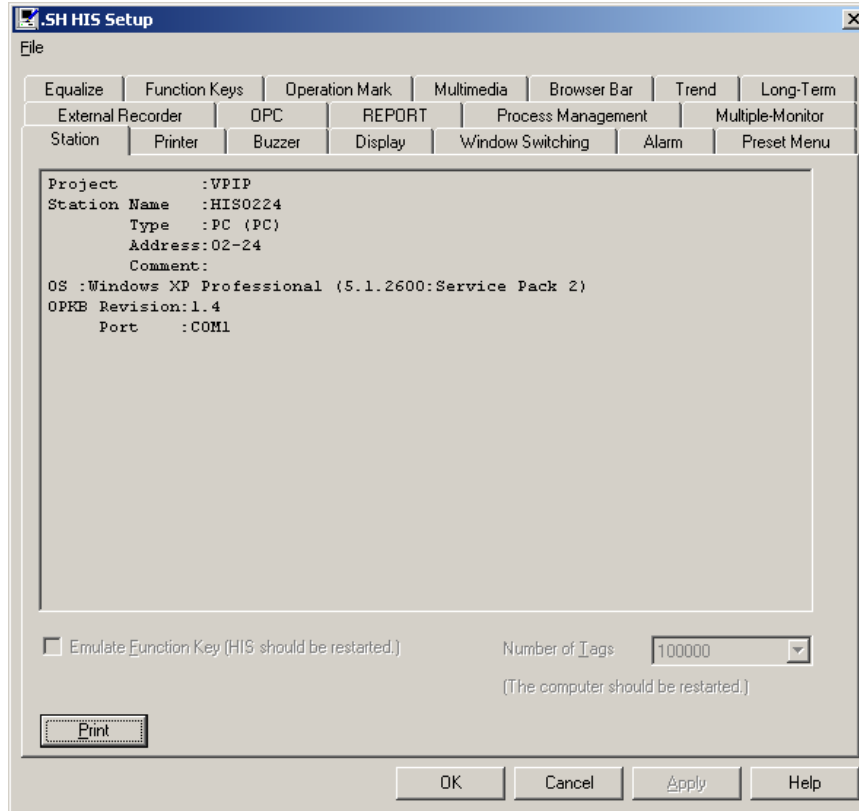 .SH HIS Setup
File
Equalize Function Keys Operation Mark Multimedia Browser Bar Trend Long-Term
External Recorder OPC REPORT Process Management Multiple-Monitor
Station Printer Buzzer Display Window Switching Alarm Preset Menu
Project :VPIP
Station Name :HIS0224
Type :PC (PC)
Address:02-24
Comment:
OS :Windows XP Professional (5.1.2600:Service Pack 2)
OPKB Revision:1.4
Port :COM1
Emulate Function Key (HIS should be restarted.) Number of Tags 100000
(The computer should be restarted.)
Print
OK Cancel Apply Help